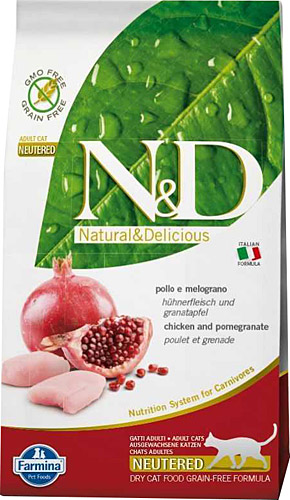 GMO FREE
GRAIN FREE
ADULT CAT
NEUTERED
N&D
Natural&Delicious
ITALIAN
FORMULA
pollo e melograno
hühnerfleisch und
granatapfel
chicken and pomegranate
poulet et grenade
Nutrition System for Carnivores
Farmina
Pet Foods
GATTI ADULTI • ADULT CATS
AUSGEWACHSENE KATZEN
CHATS ADULTES
NEUTERED
DRY CAT FOOD GRAIN-FREE FORMULA